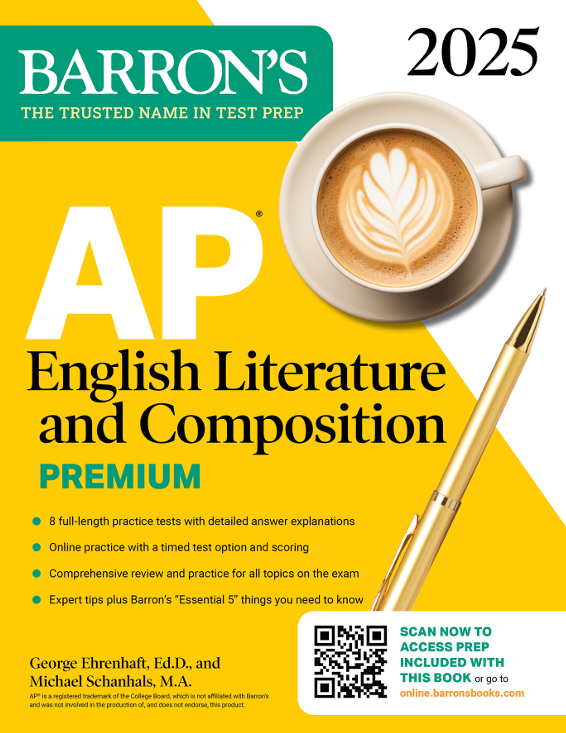 BARRON'S
THE TRUSTED NAME IN TEST PREP
2025
AP®
English Literature
and Composition
PREMIUM
8 full-length practice tests with detailed answer explanations
Online practice with a timed test option and scoring
Comprehensive review and practice for all topics on the exam
Expert tips plus Barron's “Essential 5” things you need to know
George Ehrenhaft, Ed.D., and
Michael Schanhals, M.A.
AP® is a registered trademark of the College Board, which is not affiliated with Barron's
and was not involved in the production of, and does not endorse, this product.
SCAN NOW TO
ACCESS PREP
INCLUDED WITH
THIS BOOK or go to
online.barronsbooks.com